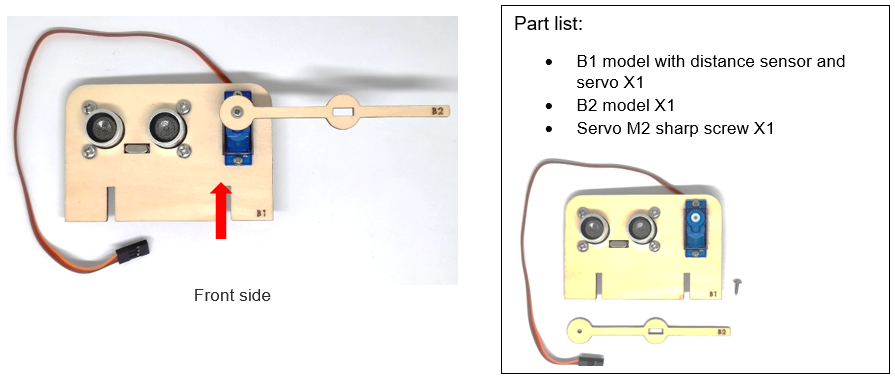 B2
B1
Front side
Part list:
• B1 model with distance sensor and
servo X1
• B2 model X1
• Servo M2 sharp screw X1
B1
B2